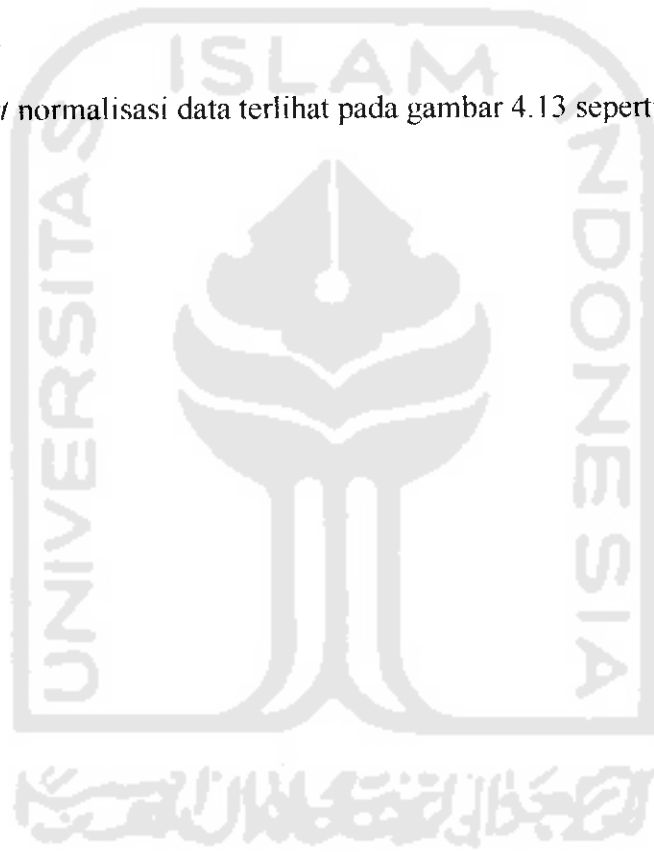 ISLAM
t normalisasi data terlihat pada gambar 4.13 sepert
UNIVERSITAS
INDONESIA